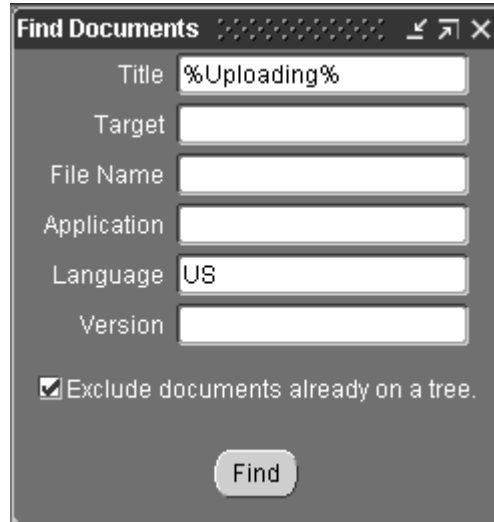 Find Documents
Title %Uploading%
Target
File Name
Application
Language US
Version
Exclude documents already on a tree.
Find